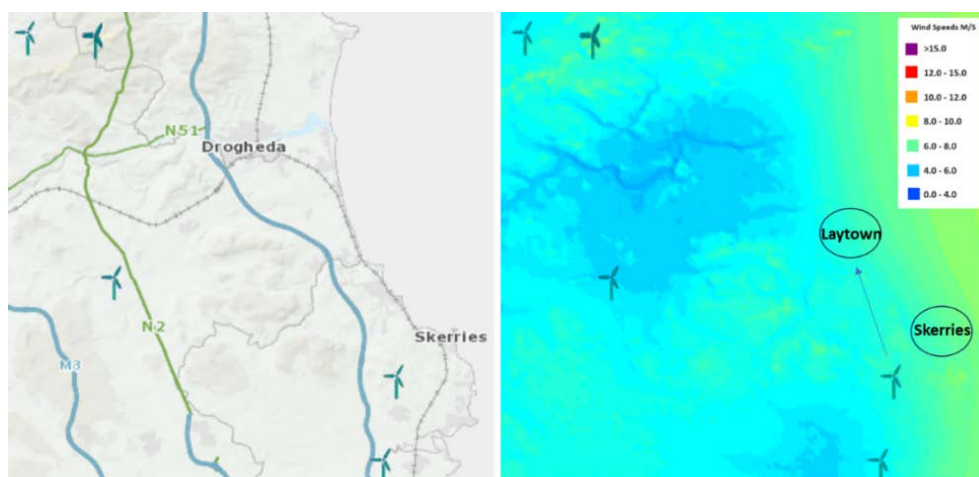 N51
Drogheda
N2
M3
Skerries
Wind Speeds M/S
>15.0
12.0 - 15.0
10.0 - 12.0
8.0 - 10.0
6.0 - 8.0
4.0 - 6.0
0.0 - 4.0
Laytown
Skerries